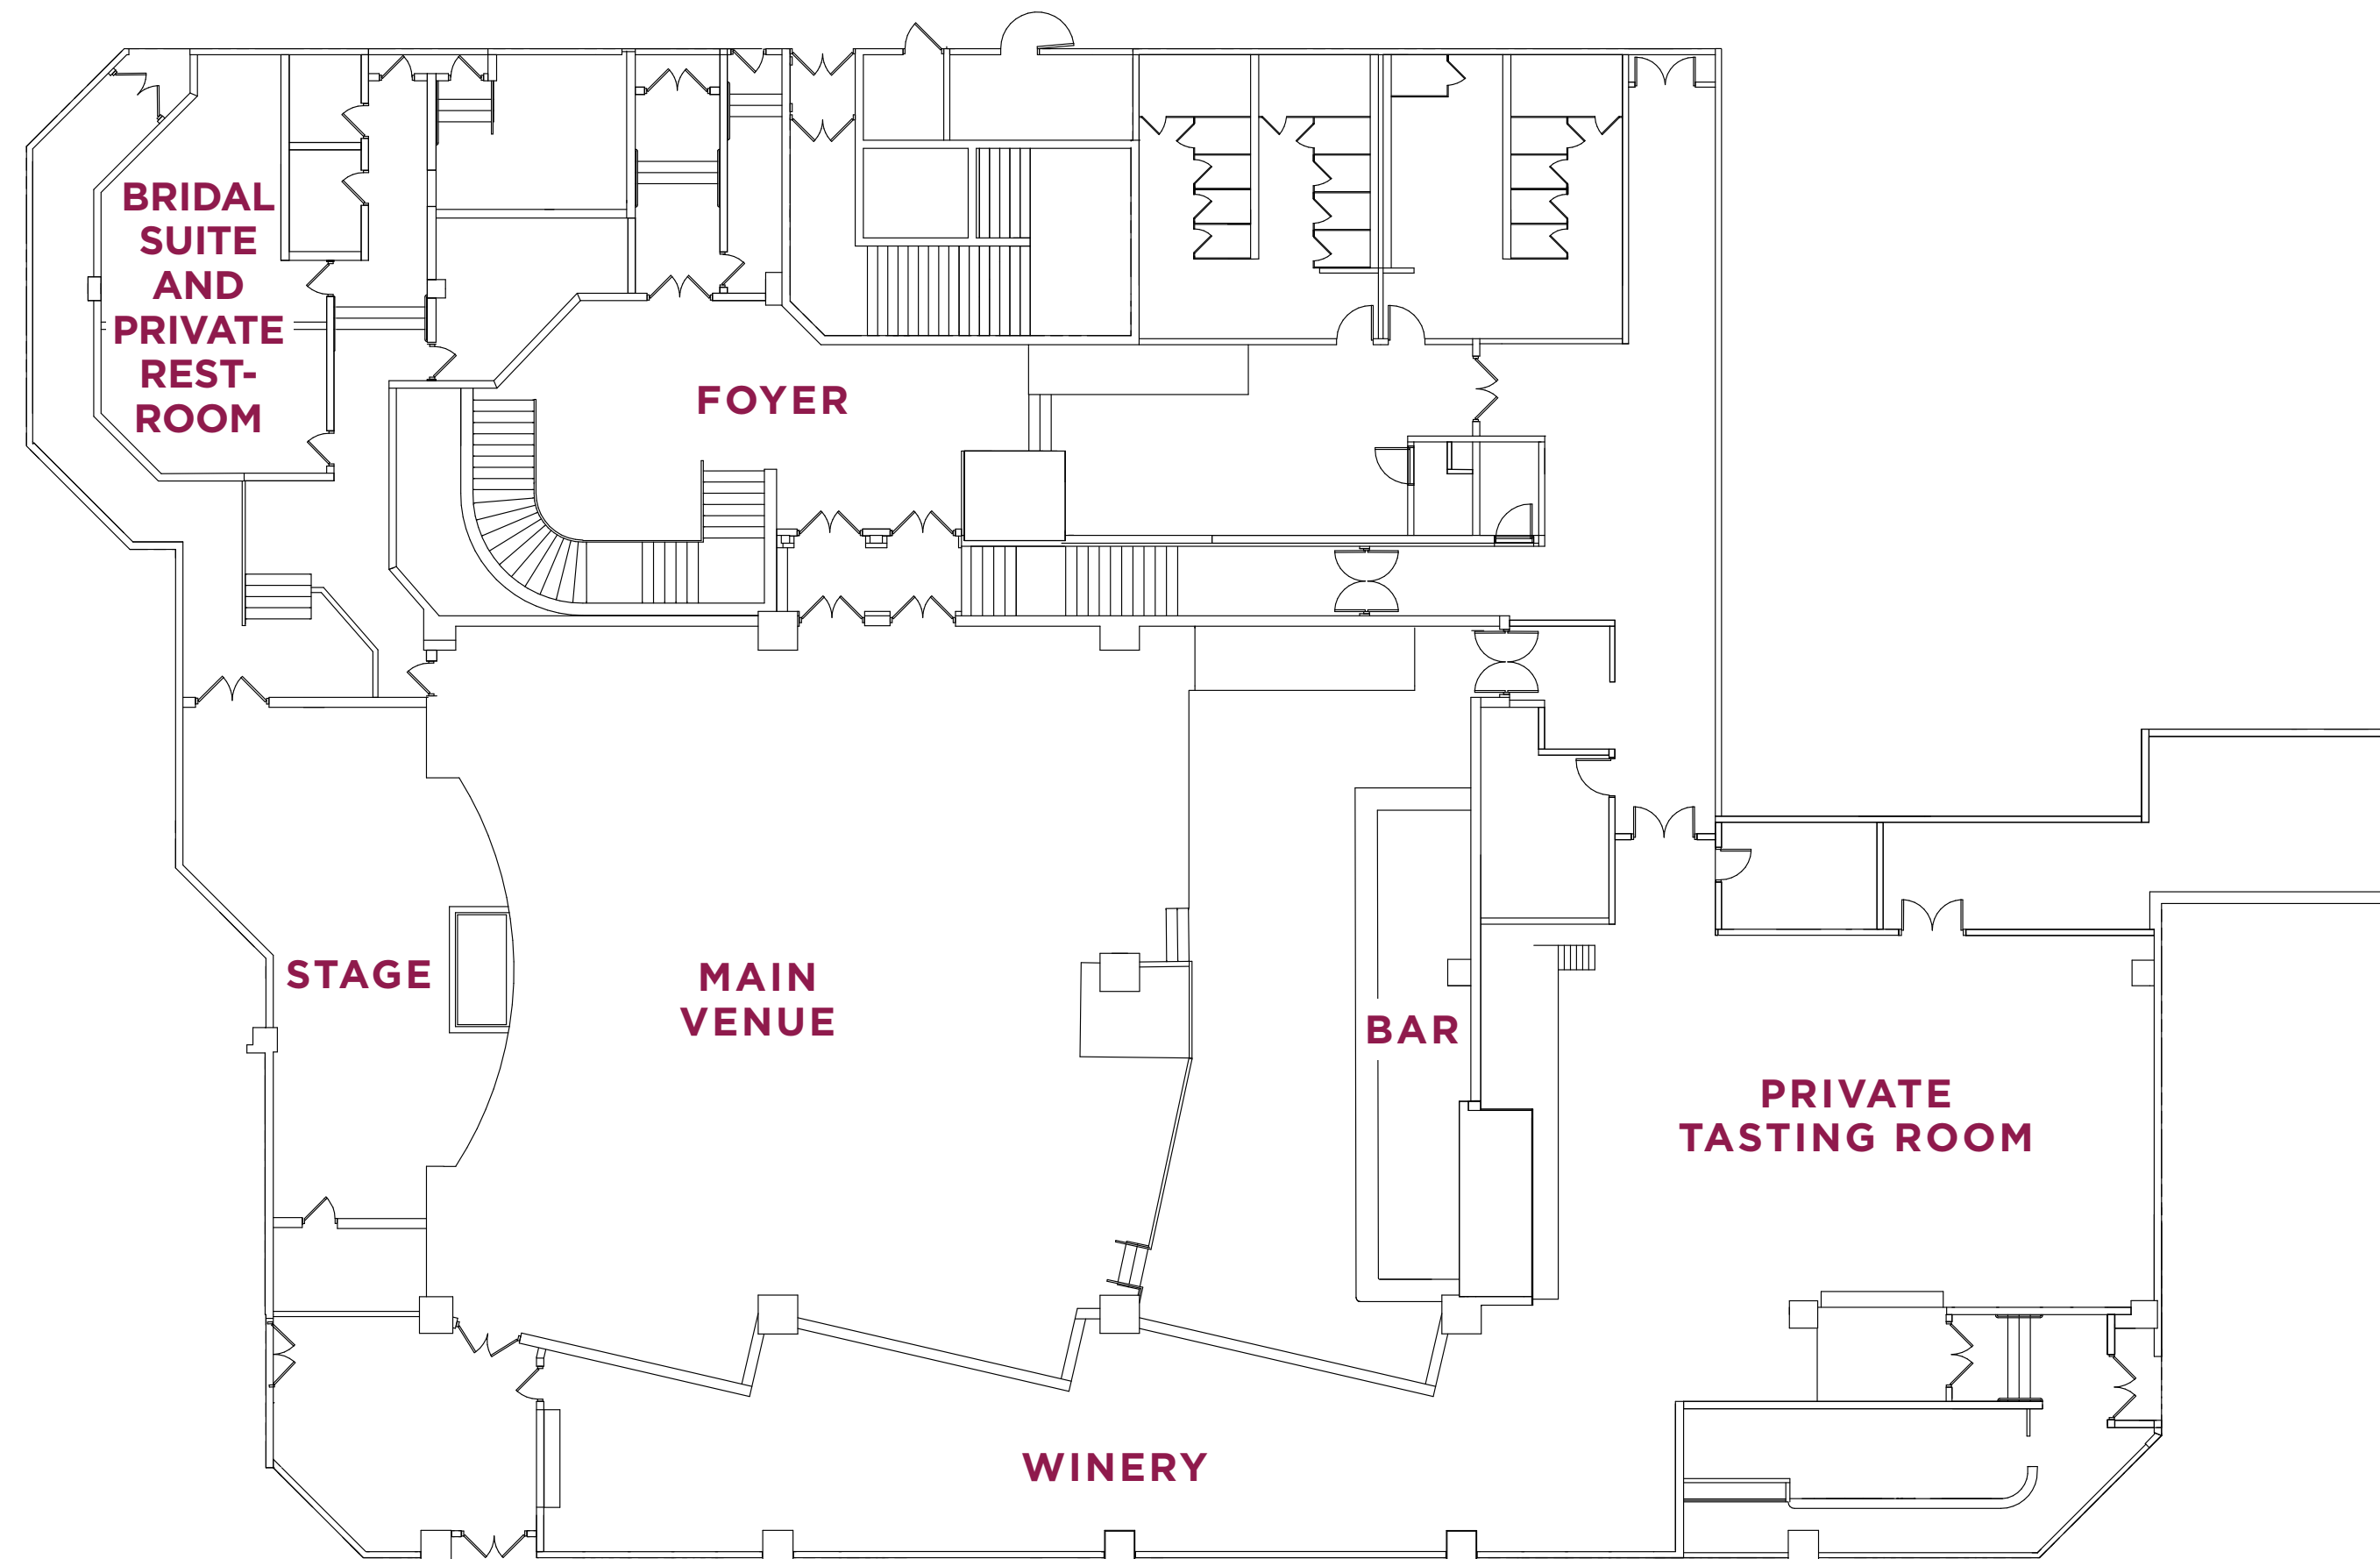 BRIDAL
SUITE
AND
PRIVATE
REST-
ROOM
FOYER
STAGE
MAIN
VENUE
BAR
PRIVATE
TASTING ROOM
WINERY